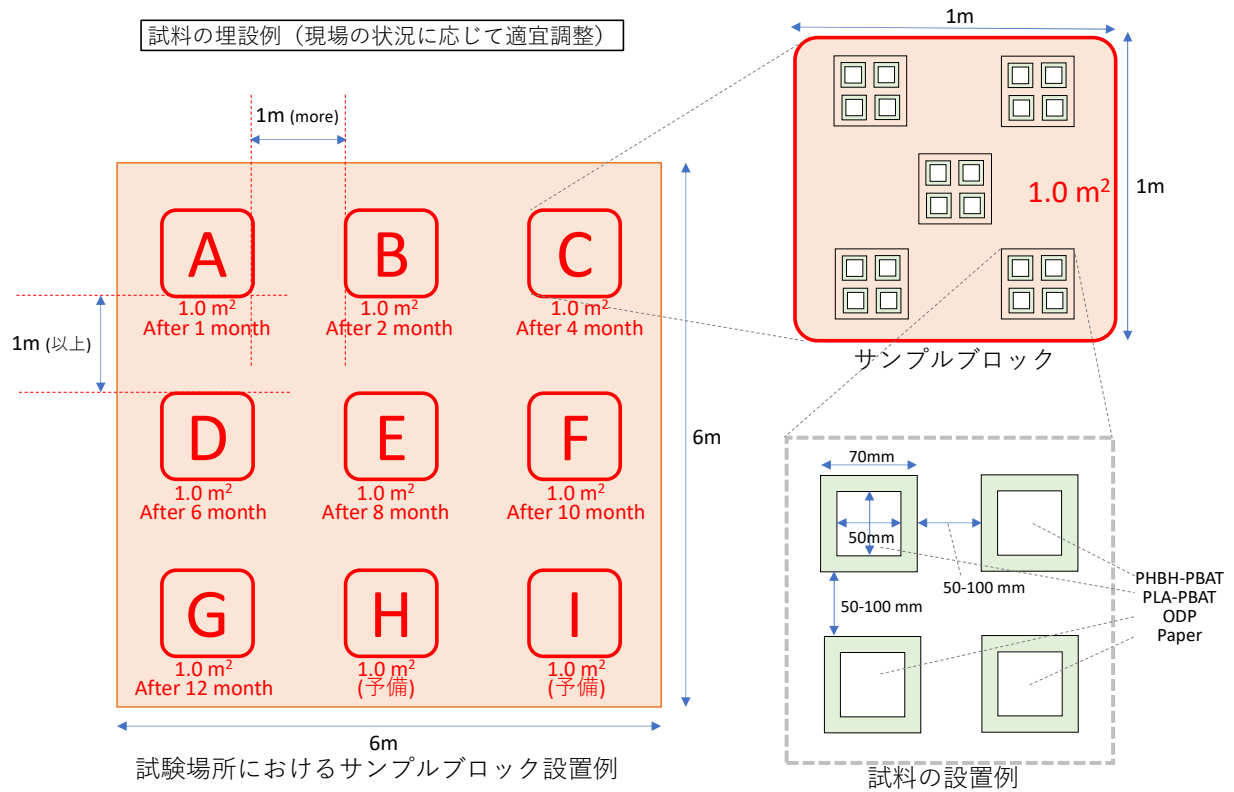 試料の埋設例（現場の状況に応じて適宜調整）
1m (more)
A
1.0 m²
After 1 month
B
1.0 m²
After 2 month
C
1.0 m²
After 4 month
1m (以上)
D
1.0 m²
After 6 month
E
1.0 m²
After 8 month
F
1.0 m²
After 10 month
G
1.0 m²
After 12 month
H
1.0 m²
(予備)
I
1.0 m²
(予備)
6m
6m
試験場所におけるサンプルブロック設置例
1m
1.0 m²
1m
サンプルブロック
70mm
50mm
50-100 mm
50-100 mm
PHBH-PBAT
PLA-PBAT
ODP
Paper
試料の設置例